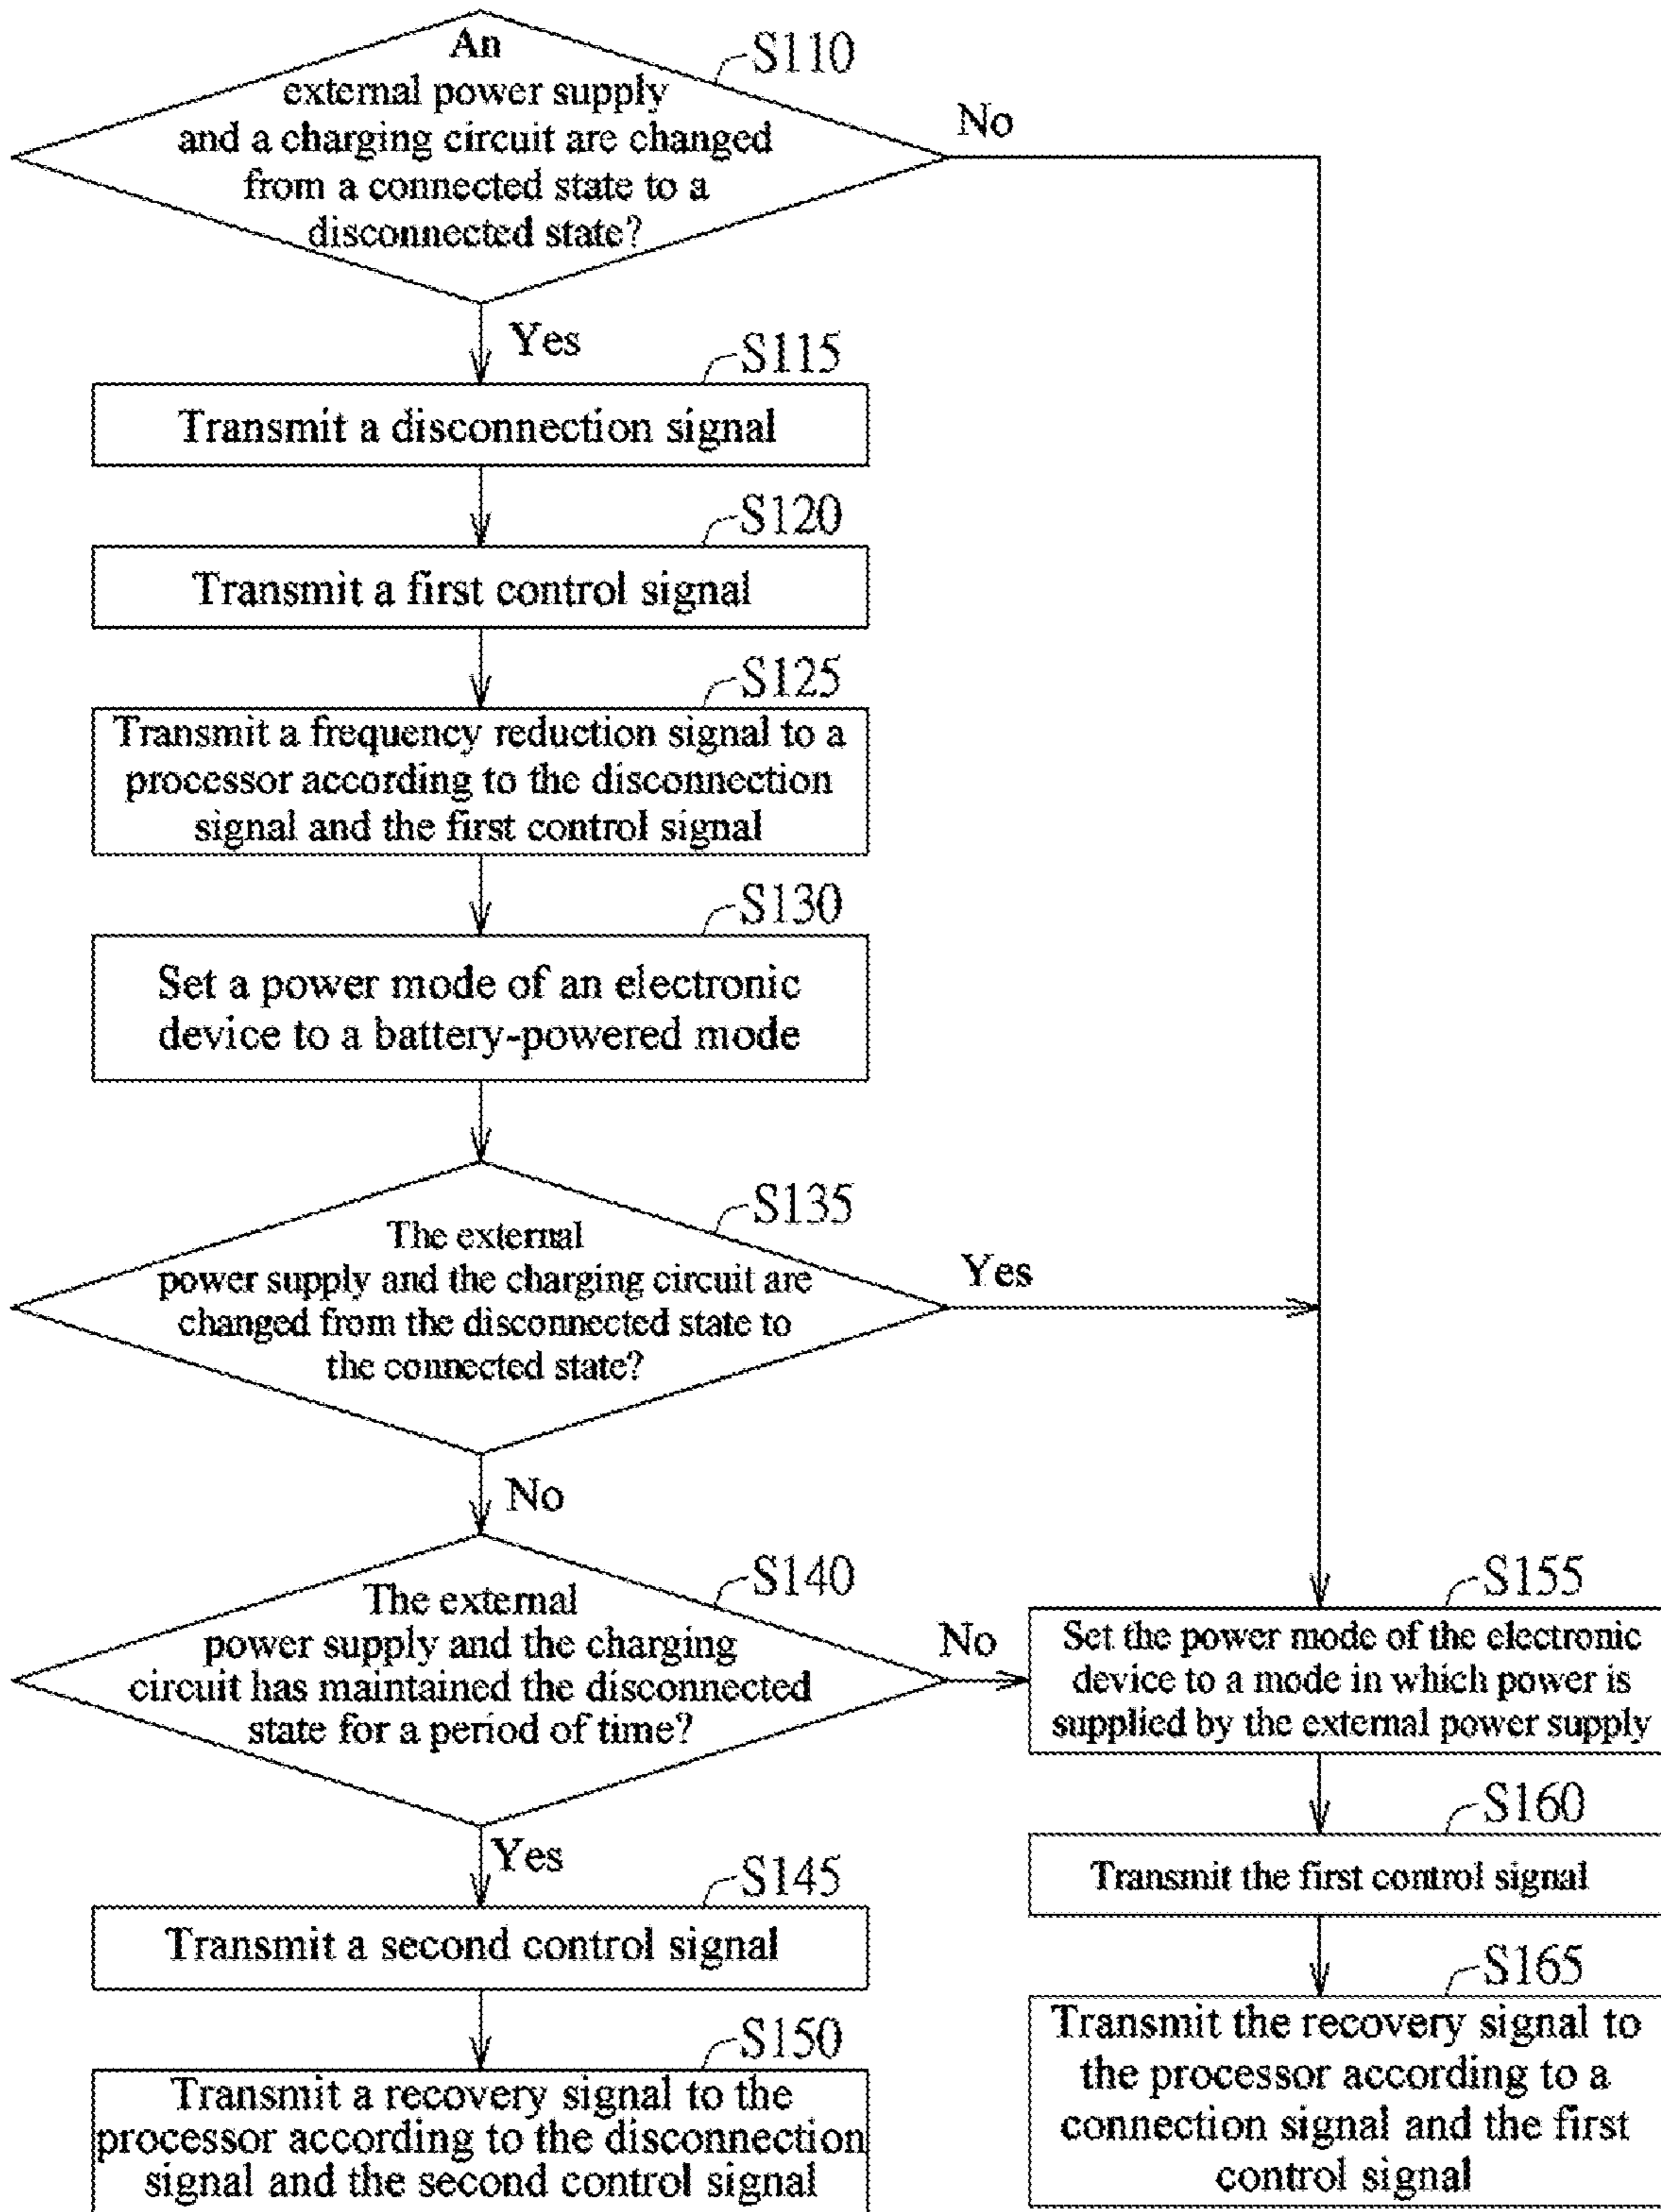 An
external power supply
and a charging circuit are changed
from a connected state to a
disconnected state?
S110
No
Yes
S115
Transmit a disconnection signal
S120
Transmit a first control signal
S125
Transmit a frequency reduction signal to a
processor according to the disconnection
signal and the first control signal
S130
Set a power mode of an electronic
device to a battery-powered mode
S135
The external
power supply and the charging circuit are
changed from the disconnected state to
the connected state?
Yes
No
S140
The external
power supply and the charging
circuit has maintained the disconnected
state for a period of time?
No
Yes
S145
Transmit a second control signal
S150
Transmit a recovery signal to the
processor according to the disconnection
signal and the second control signal
S155
Set the power mode of the electronic
device to a mode in which power is
supplied by the external power supply
S160
Transmit the first control signal
S165
Transmit the recovery signal to
the processor according to a
connection signal and the first
control signal